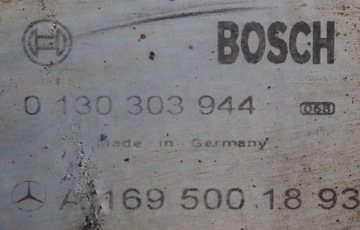 BOSCH
0 130 303 944 068
Made in Germany
A 169 500 18 93